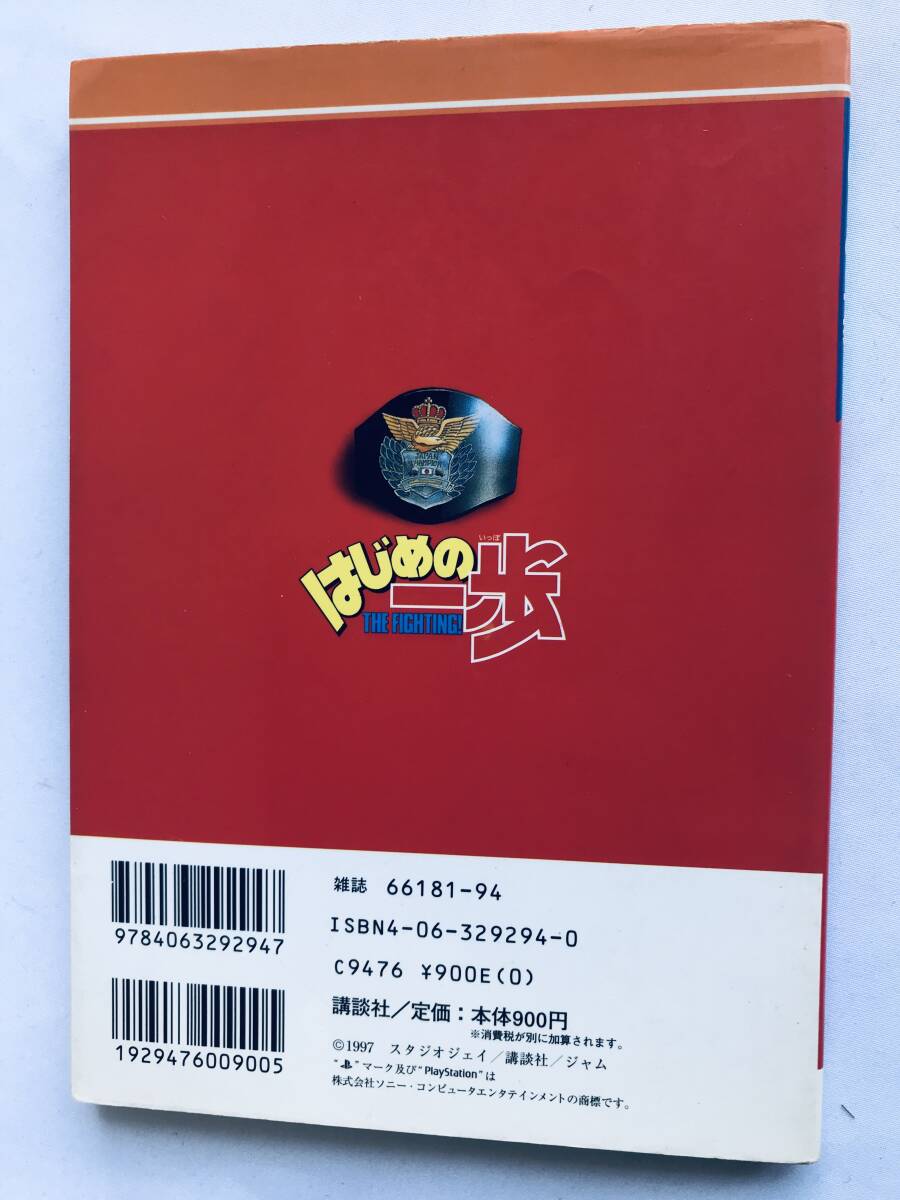 JAPAN
CHAMPION
いっぽ
はじめの一歩
THE FIGHTING!
9784063292947
1929476009005
雑誌 66181-94
ISBN4-06-329294-0
C9476 ¥900E(0)
講談社／定価：本体900円
※消費税が別に加算されます。
©1997 スタジオジェイ／講談社／ジャム
“PS”マーク及び“PlayStation”は
株式会社ソニー・コンピュータエンタテインメントの商標です。